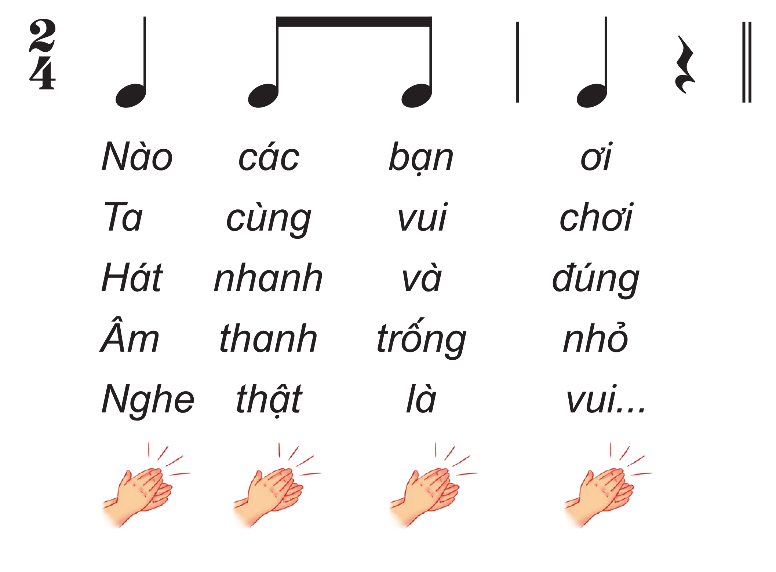 2
4
Nào các bạn ơi
Ta cùng vui chơi
Hát nhanh và đúng
Âm thanh trống nhỏ
Nghe thật là vui...